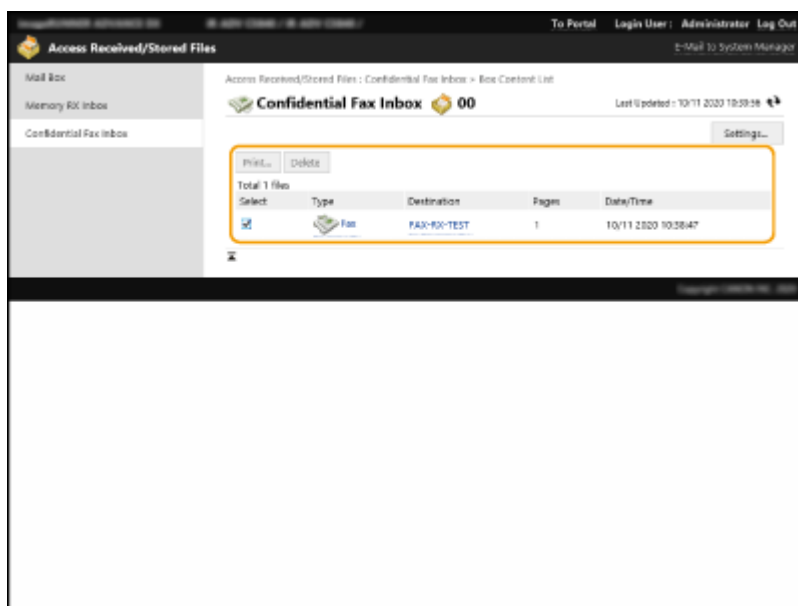 To Portal Login User : Administrator Log Out
Access Received/Stored Files
E-Mail to System Manager
Mail Box
Memory RX Inbox
Confidential Fax Inbox
Access Received/Stored Files : Confidential Fax Inbox > Box Content List
Confidential Fax Inbox 00
Last Updated : 10/11 2020 10:39:56
Settings...
Print... Delete
Total 1 files
Select Type Destination Pages Date/Time
Fax FAX-RX-TEST 1 10/11 2020 10:38:47